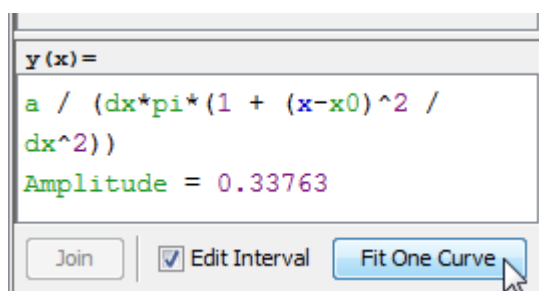 y(x)=
a / (dx*pi*(1 + (x-x0)^2 /
dx^2))
Amplitude = 0.33763
Join Edit Interval Fit One Curve